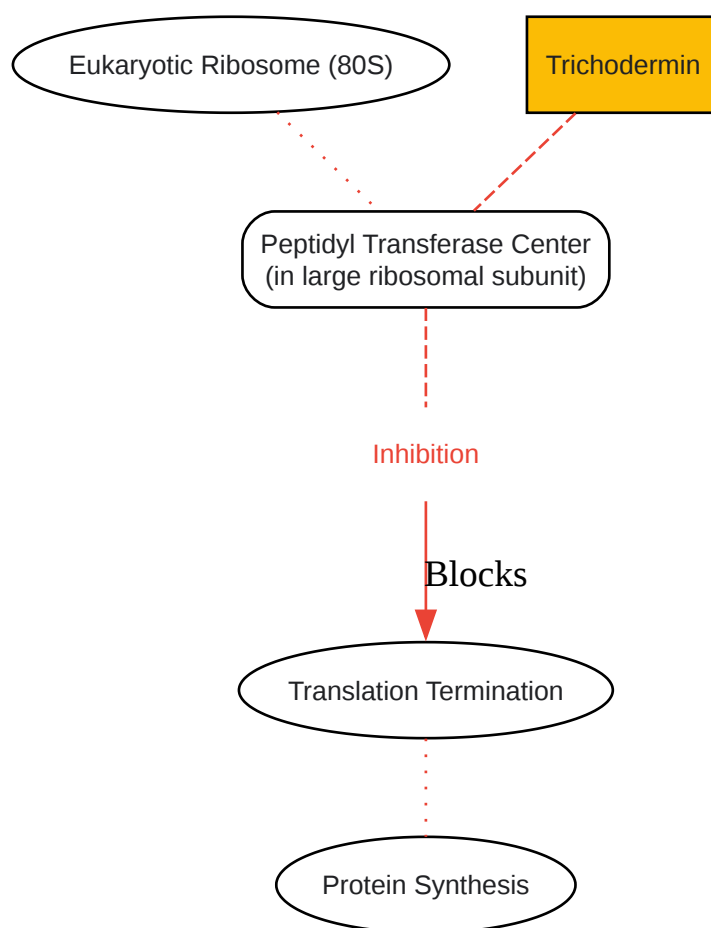 Eukaryotic Ribosome (80S)
Trichodermin
Peptidyl Transferase Center
(in large ribosomal subunit)
Inhibition
Blocks
Translation Termination
Protein Synthesis